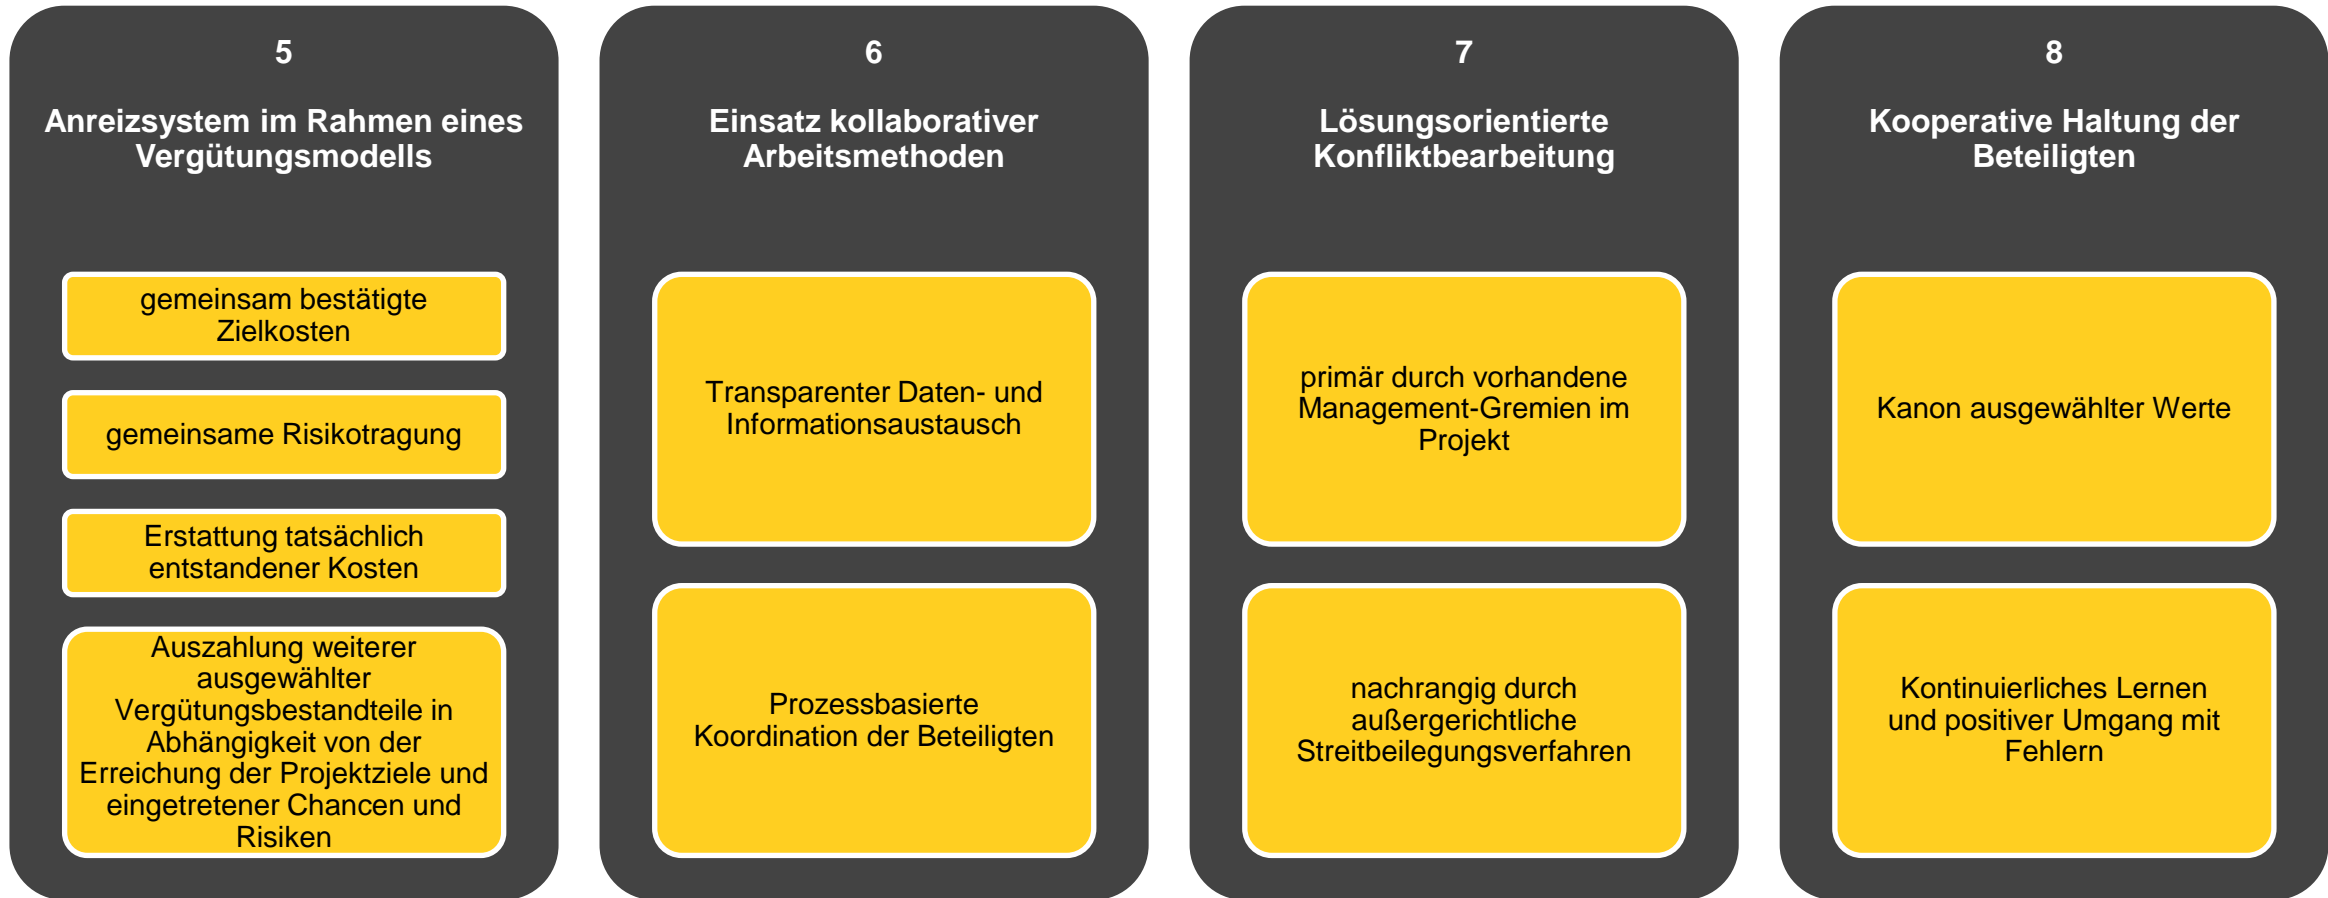 5
Anreizsystem im Rahmen eines
Vergütungsmodells
gemeinsam bestätigte
Zielkosten
gemeinsame Risikotragung
Erstattung tatsächlich
entstandener Kosten
Auszahlung weiterer
ausgewählter
Vergütungsbestandteile in
Abhängigkeit von der
Erreichung der Projektziele und
eingetretener Chancen und
Risiken
6
Einsatz kollaborativer
Arbeitsmethoden
Transparenter Daten- und
Informationsaustausch
Prozessbasierte
Koordination der Beteiligten
7
Lösungsorientierte
Konfliktbearbeitung
primär durch vorhandene
Management-Gremien im
Projekt
nachrangig durch
außergerichtliche
Streitbeilegungsverfahren
8
Kooperative Haltung der
Beteiligten
Kanon ausgewählter Werte
Kontinuierliches Lernen
und positiver Umgang mit
Fehlern